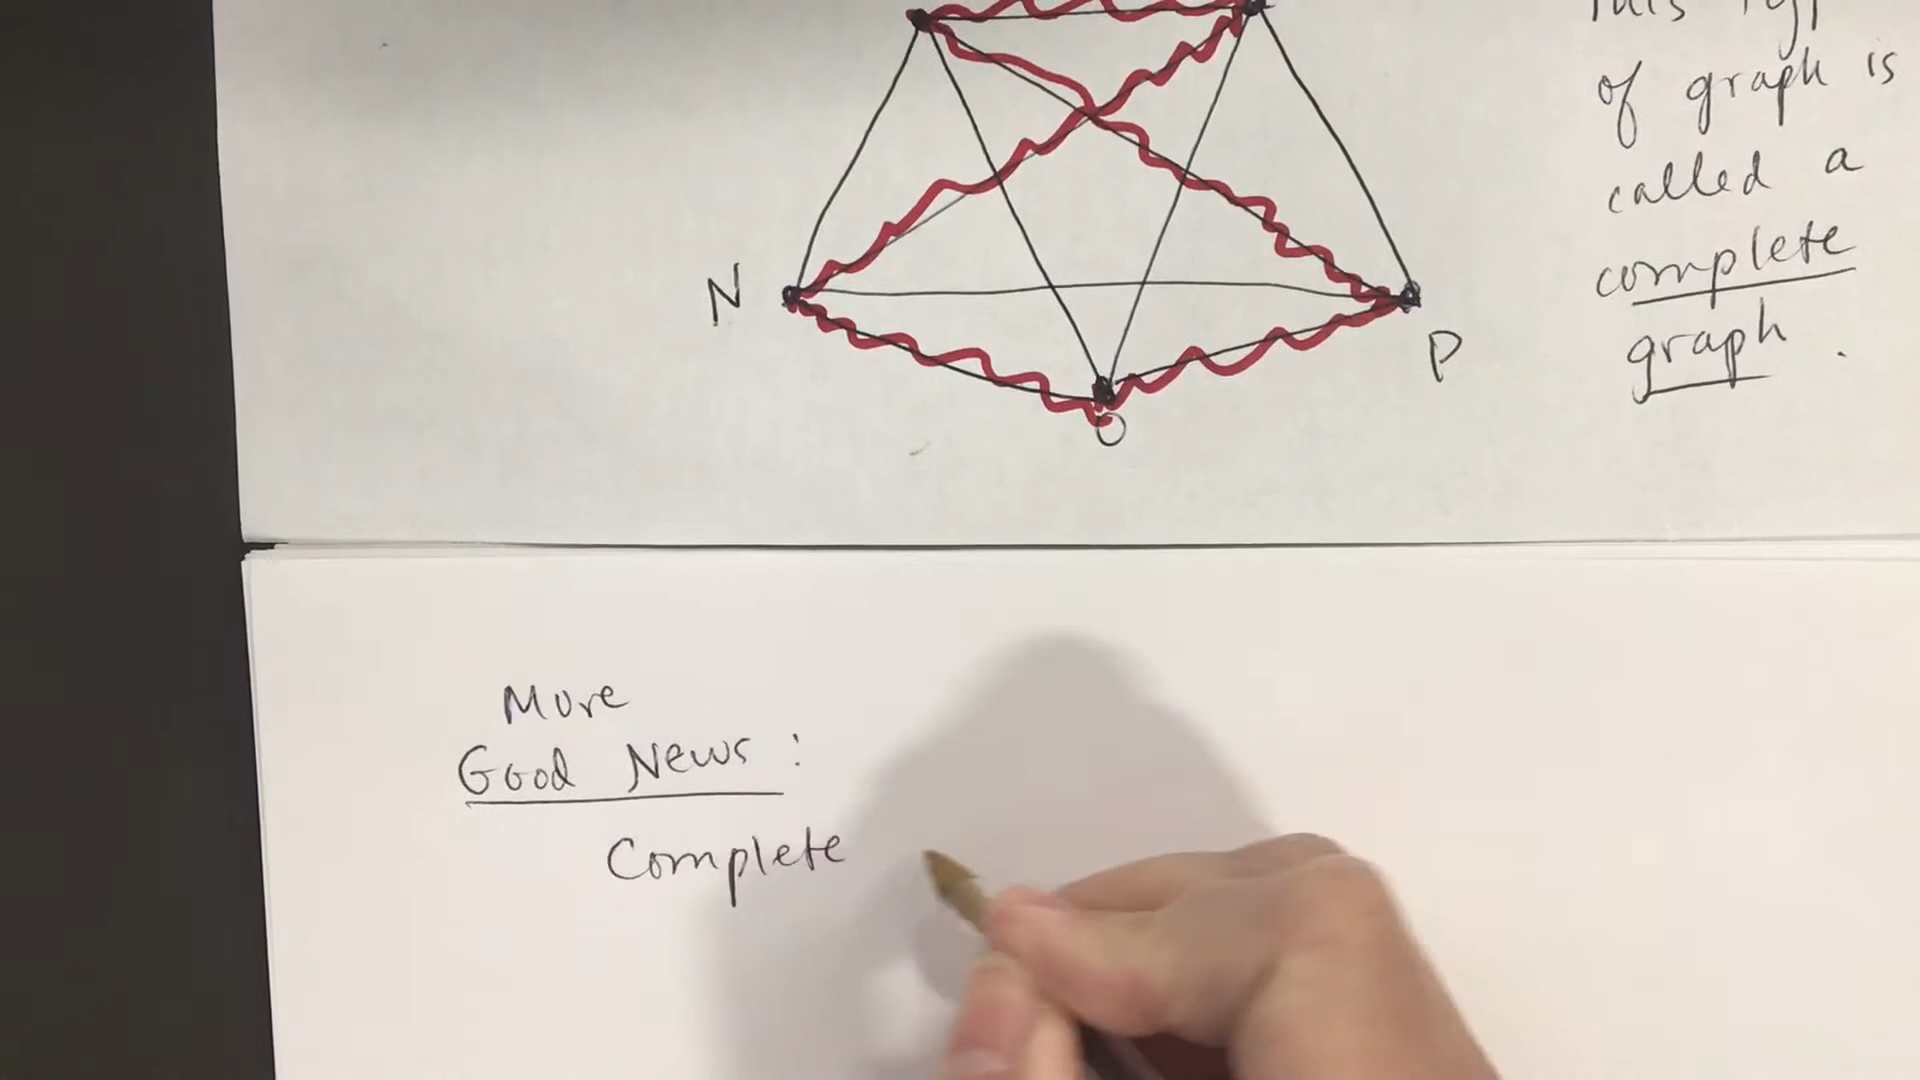 of graph is
called a
complete
graph.
N
P
O
More
Good News:
Complete